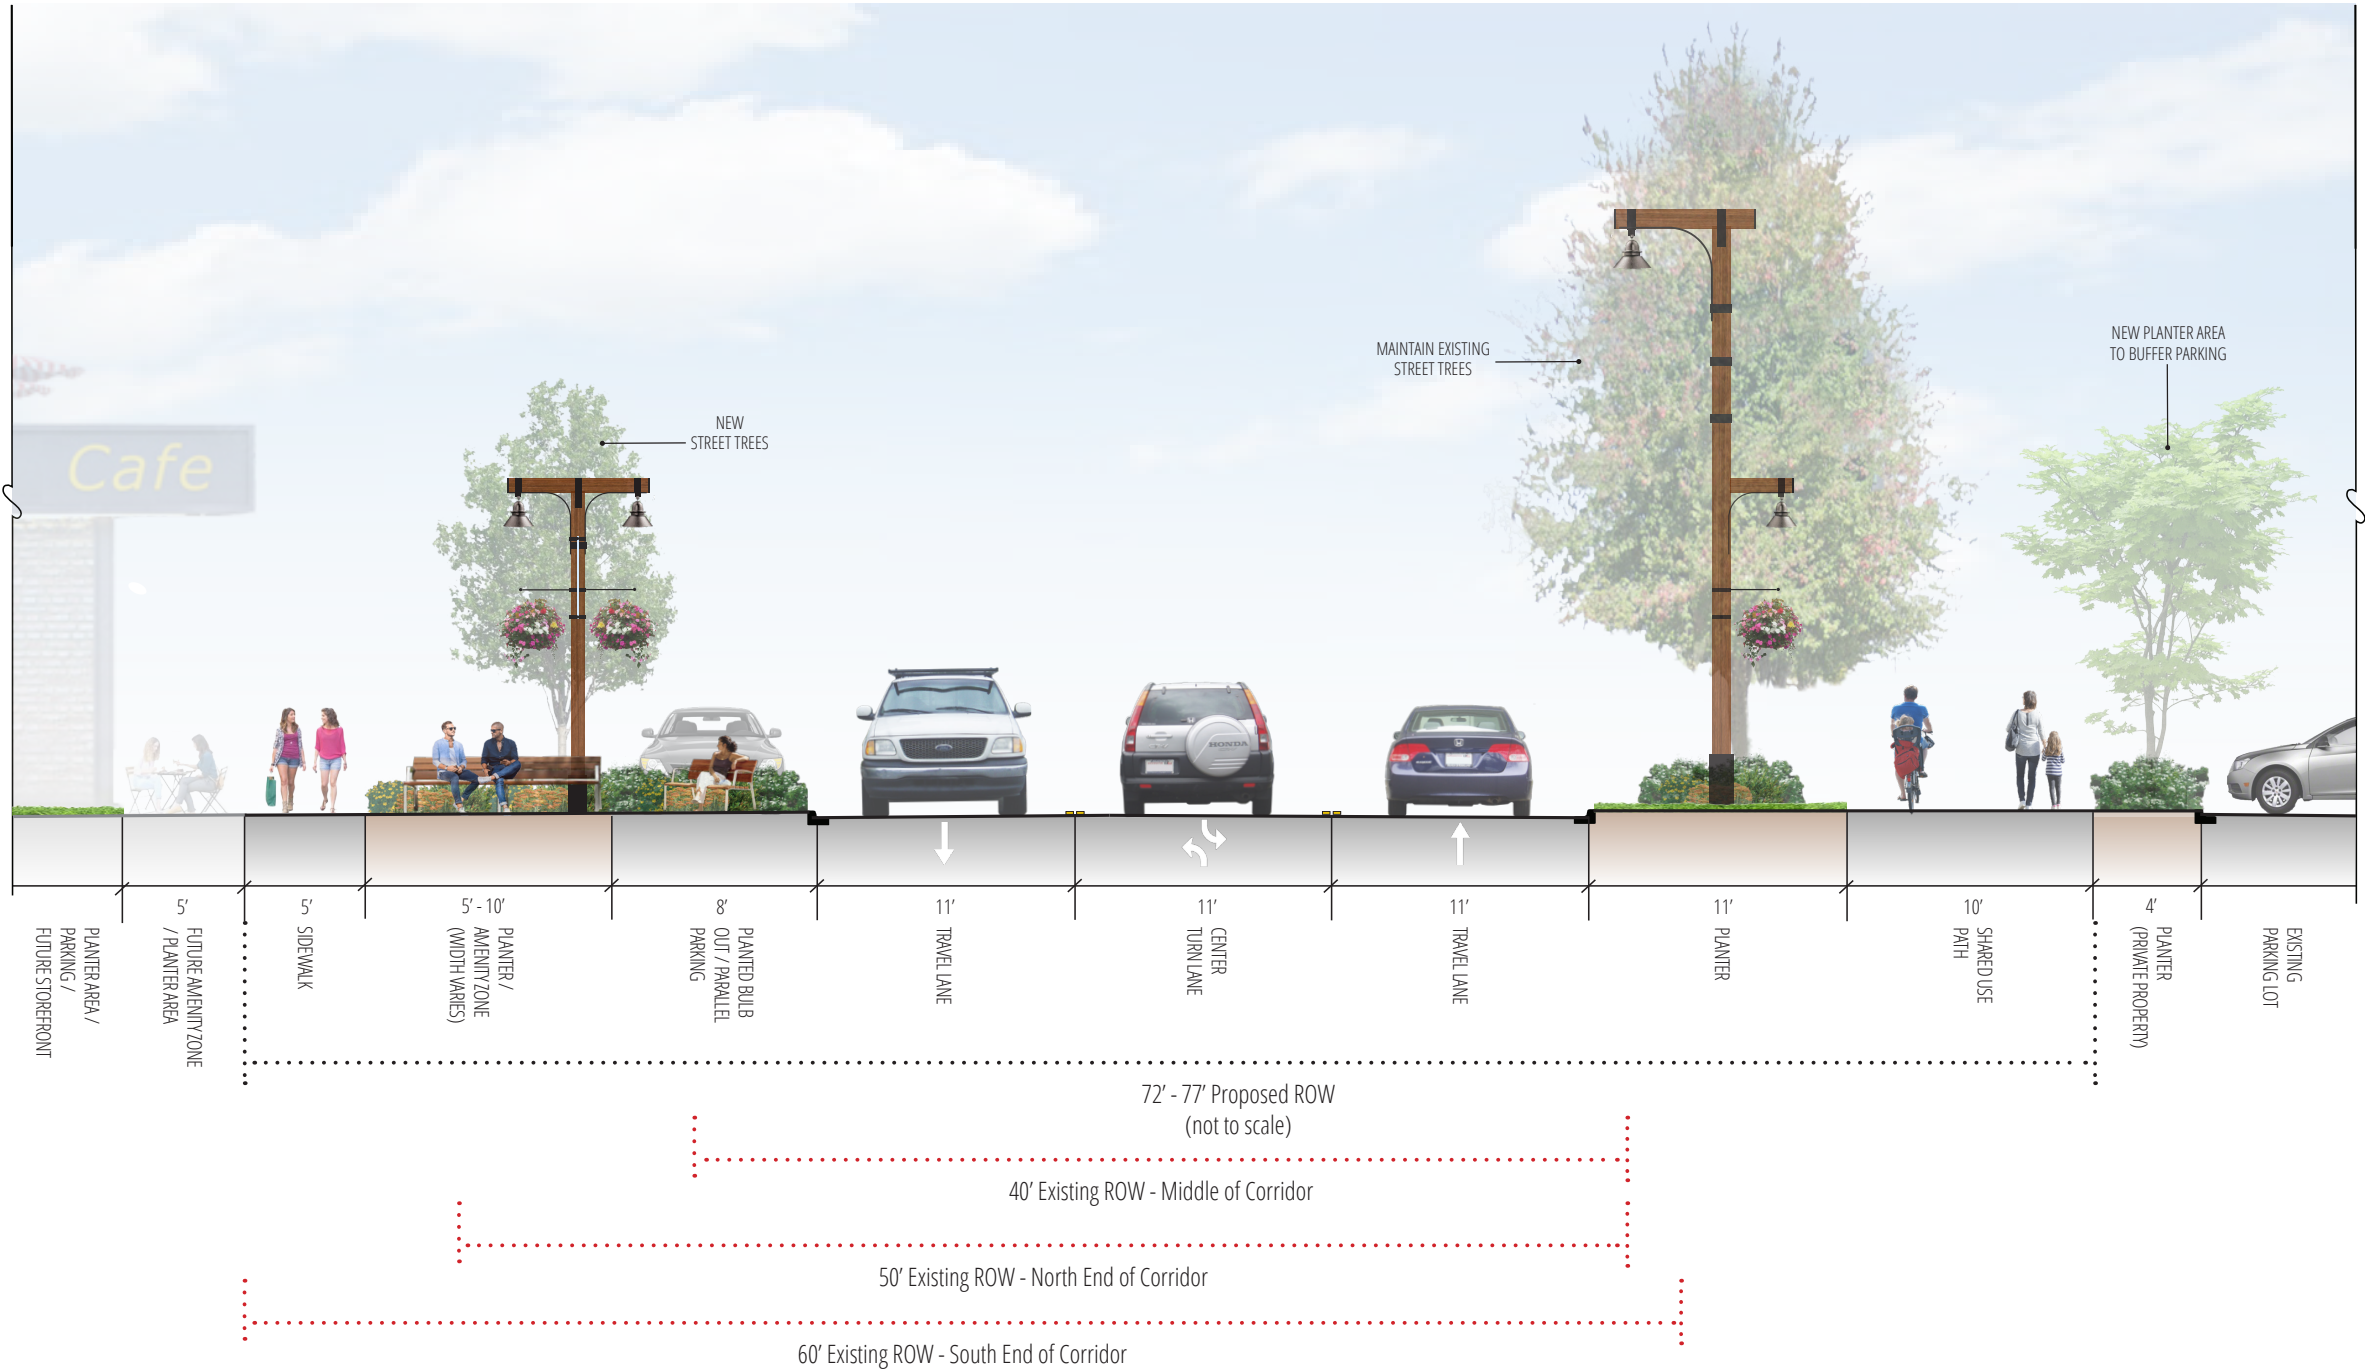 Cafe
NEW
STREET TREES
MAINTAIN EXISTING
STREET TREES
NEW PLANTER AREA
TO BUFFER PARKING
HONDA
5'
5'
5' - 10'
8'
11'
11'
11'
11'
10'
4'
PLANTER AREA /
PARKING /
FUTURE STOREFRONT
FUTURE AMENITY ZONE
/ PLANTER AREA
SIDEWALK
PLANTER /
AMENITY ZONE
(WIDTH VARIES)
PLANTED BULB
OUT / PARALLEL
PARKING
TRAVEL LANE
CENTER
TURN LANE
TRAVEL LANE
PLANTER
SHARED USE
PATH
PLANTER
(PRIVATE PROPERTY)
EXISTING
PARKING LOT
72' - 77' Proposed ROW
(not to scale)
40' Existing ROW - Middle of Corridor
50' Existing ROW - North End of Corridor
60' Existing ROW - South End of Corridor